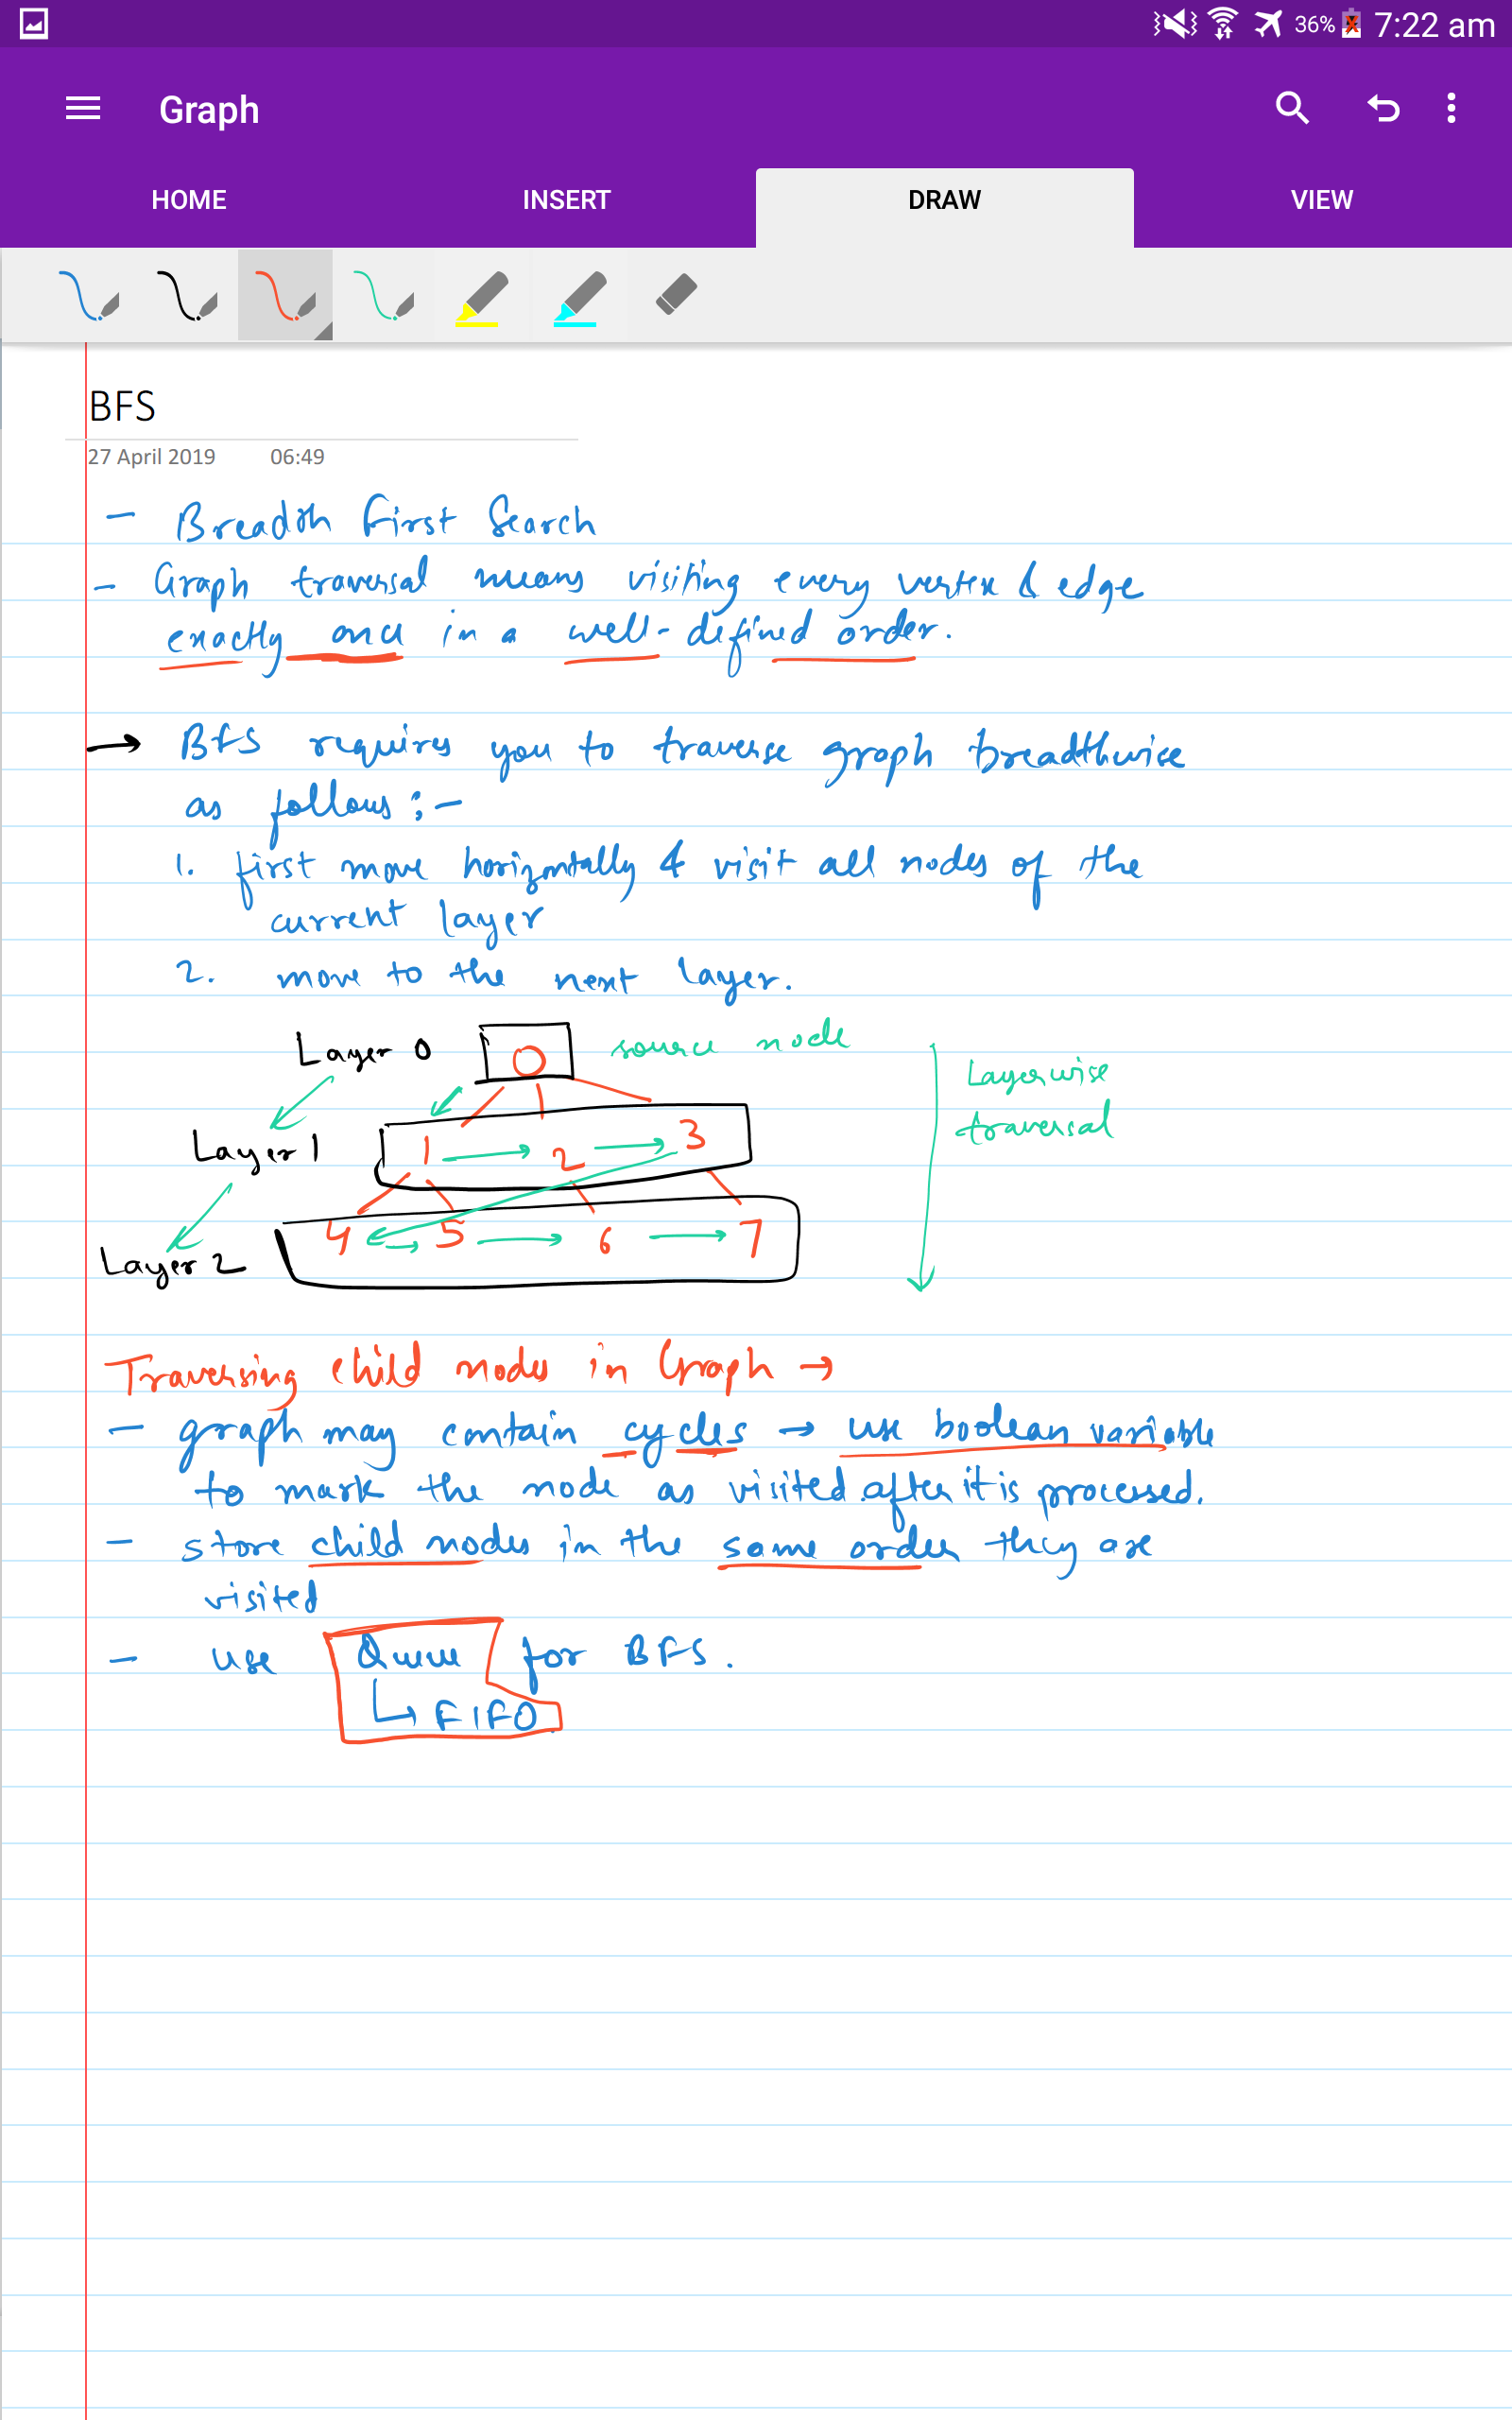 36% 7:22 am
Graph
HOME INSERT DRAW VIEW
BFS
27 April 2019 06:49
- Breadth First Search
- Graph traversal means visiting every vertex & edge
exactly once in a well-defined order.
→ BFS requires you to traverse graph breadthwise
as follows :-
1. first move horizontally & visit all nodes of the
current layer
2. move to the next layer.
Layer 0 0 source node
Layerwise
traversal
Layer 1 1 → 2 → 3
Layer 2 4 → 5 → 6 → 7
Traversing child nodes in Graph →
- graph may contain cycles → use boolean variable
to mark the node as visited after it is processed.
- store child nodes in the same order they are
visited
- use Queue for BFS.
↳ FIFO